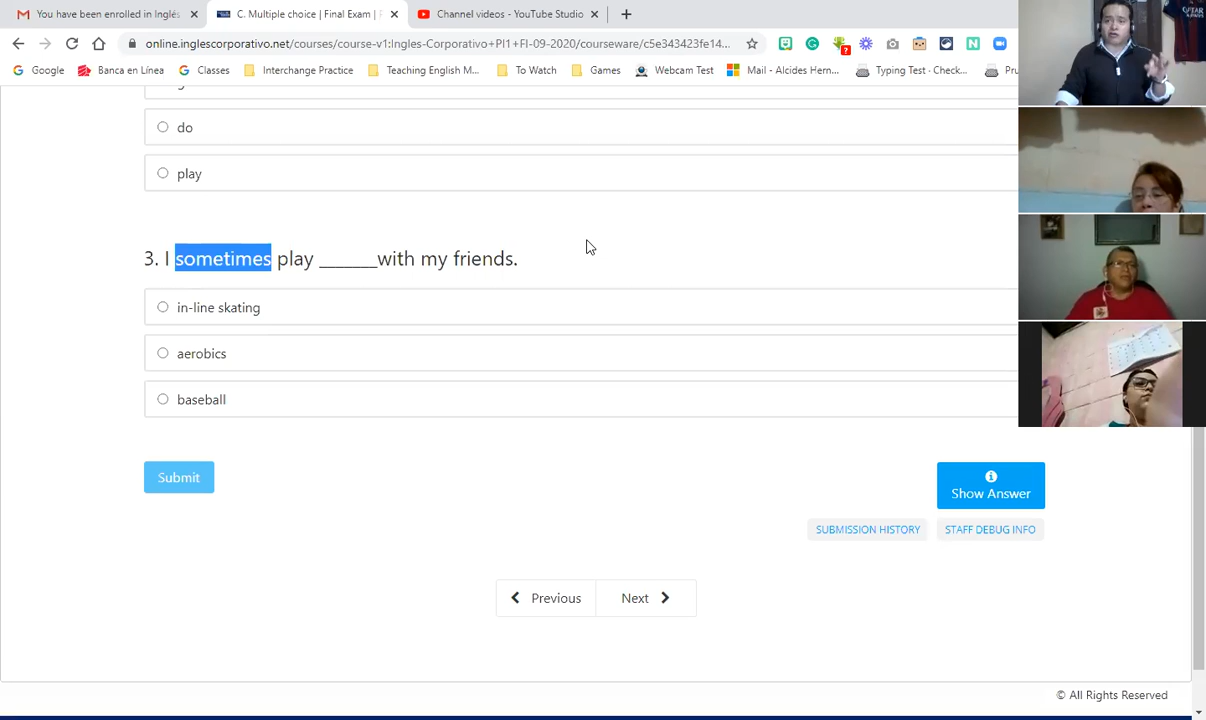 You have been enrolled in Inglés
C. Multiple choice | Final Exam |
Channel videos - YouTube Studio
online.inglescorporativo.net/courses/course-v1:Ingles-Corporativo+PI1+FI-09-2020/courseware/c5e343423fe14...
Google
Banca en Línea
Classes
Interchange Practice
Teaching English M...
To Watch
Games
Webcam Test
Mail - Alcides Hern...
Typing Test · Check...
do
play
3. I sometimes play ______with my friends.
in-line skating
aerobics
baseball
Submit
Show Answer
SUBMISSION HISTORY
STAFF DEBUG INFO
Previous
Next
© All Rights Reserved